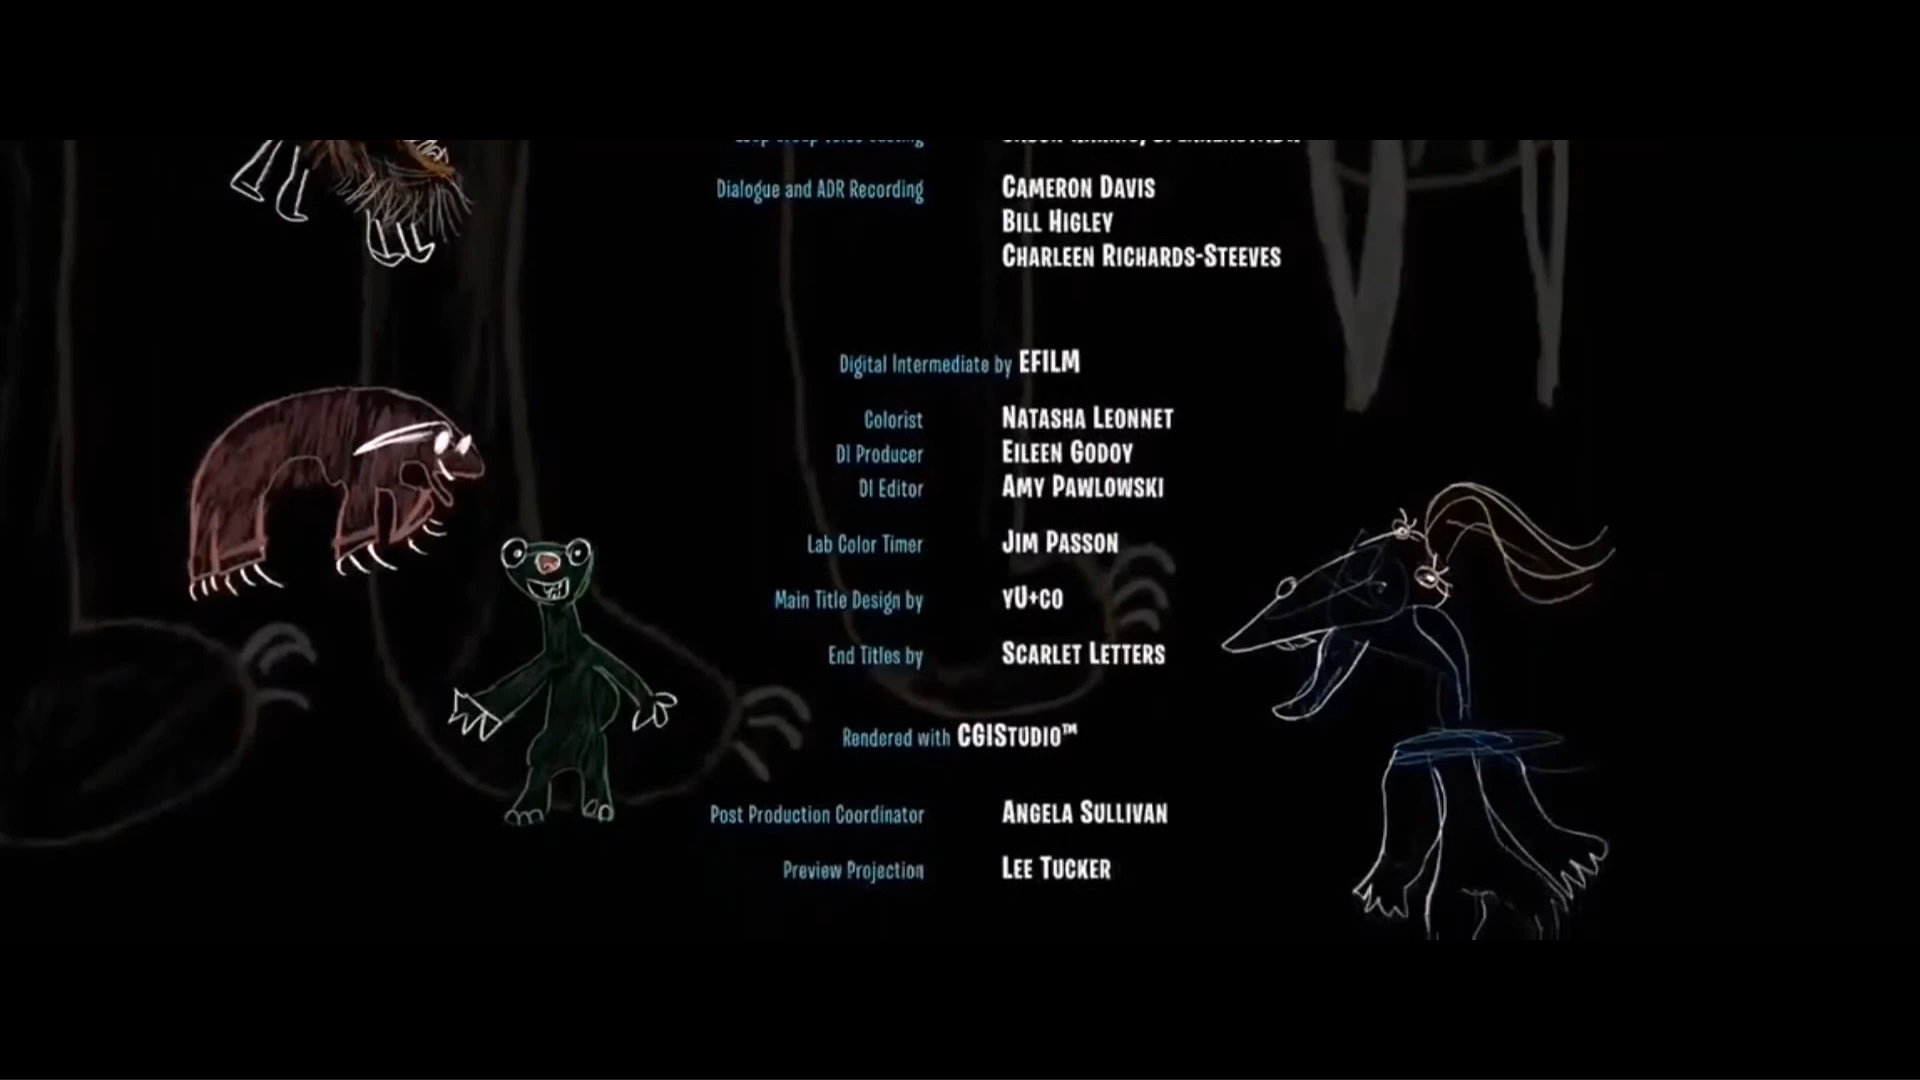 Dialogue and ADR Recording CAMERON DAVIS
BILL HIGLEY
CHARLEEN RICHARDS-STEEVES
Digital Intermediate by EFILM
Colorist NATASHA LEONNET
DI Producer EILEEN GODOY
DI Editor AMY PAWLOWSKI
Lab Color Timer JIM PASSON
Main Title Design by yU+co
End Titles by SCARLET LETTERS
Rendered with CGISTUDIO™
Post Production Coordinator ANGELA SULLIVAN
Preview Projection LEE TUCKER